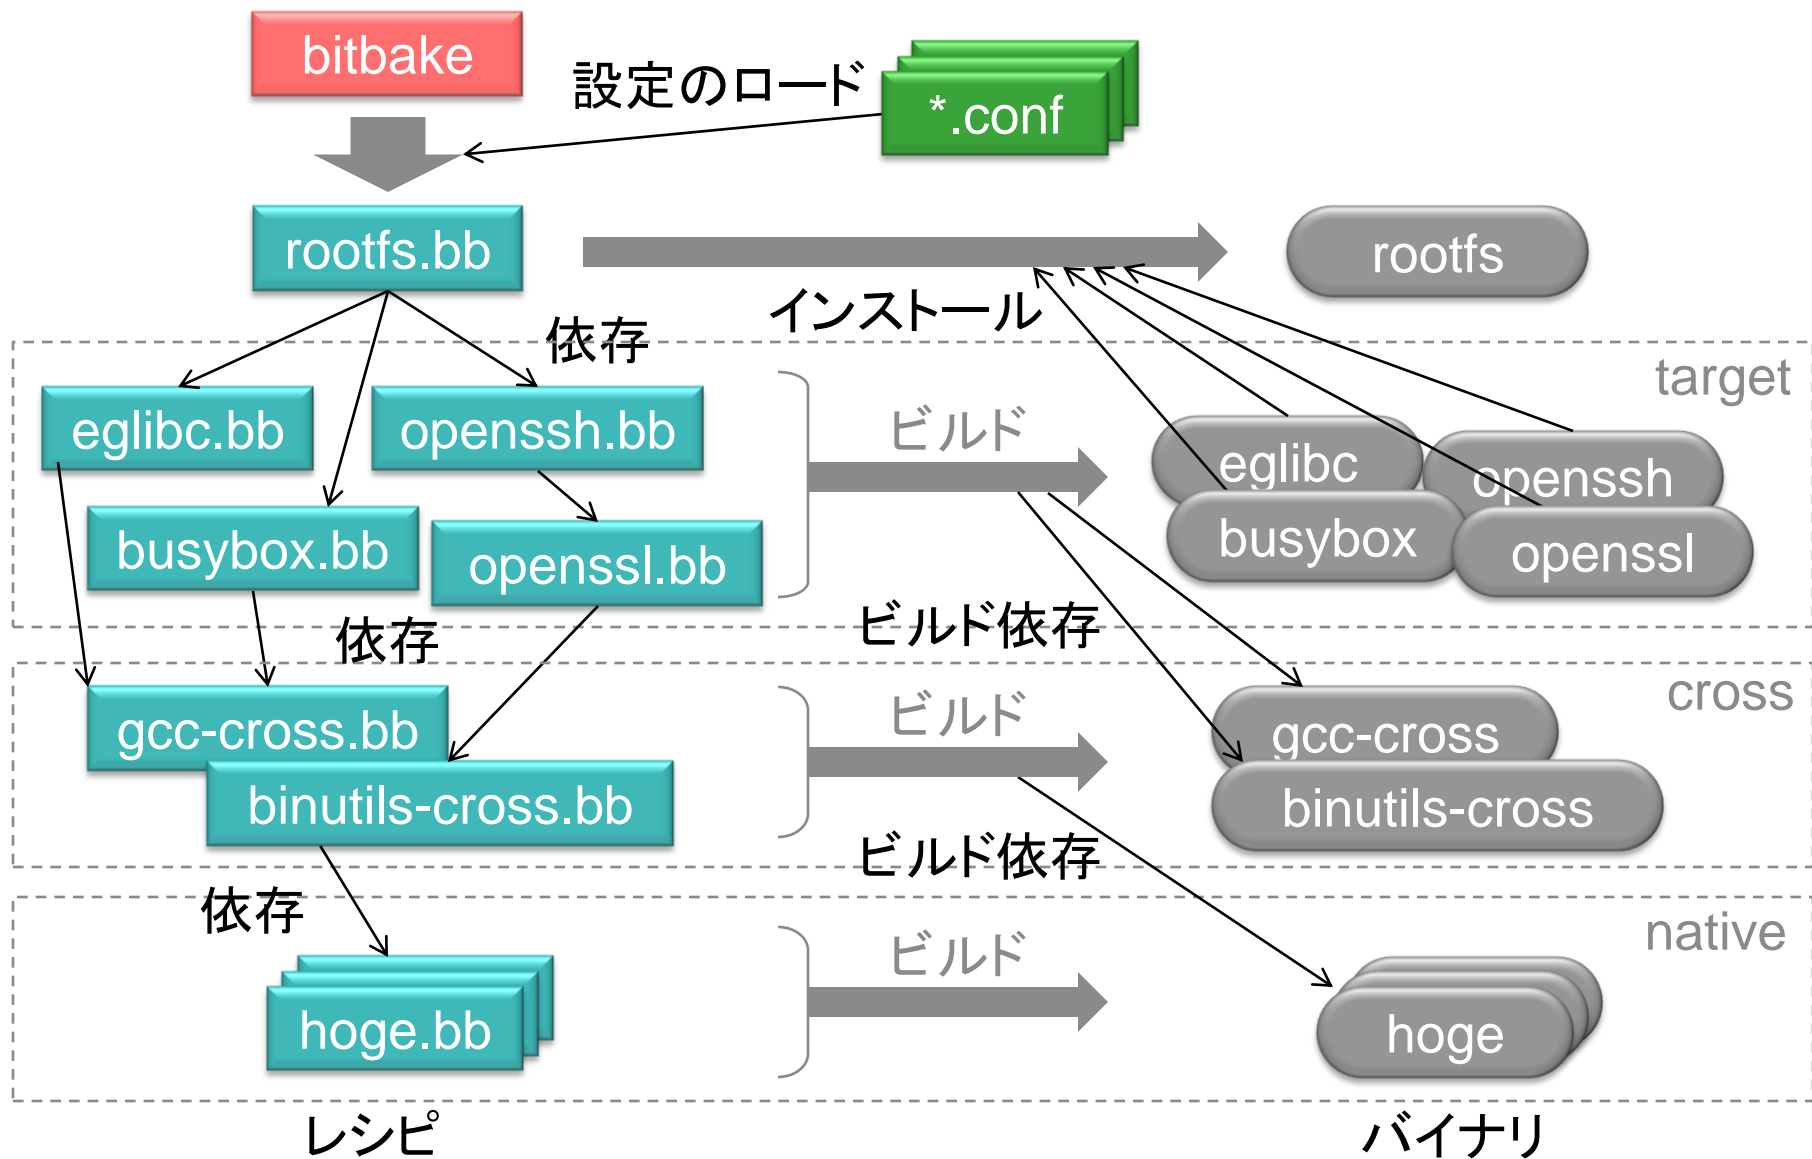 bitbake
設定のロード
*.conf
rootfs.bb
rootfs
インストール
依存
target
eglibc.bb
openssh.bb
ビルド
eglibc
openssh
busybox.bb
openssl.bb
busybox
openssl
依存
ビルド依存
cross
gcc-cross.bb
ビルド
gcc-cross
binutils-cross.bb
binutils-cross
ビルド依存
依存
native
ビルド
hoge.bb
hoge
レシピ
バイナリ